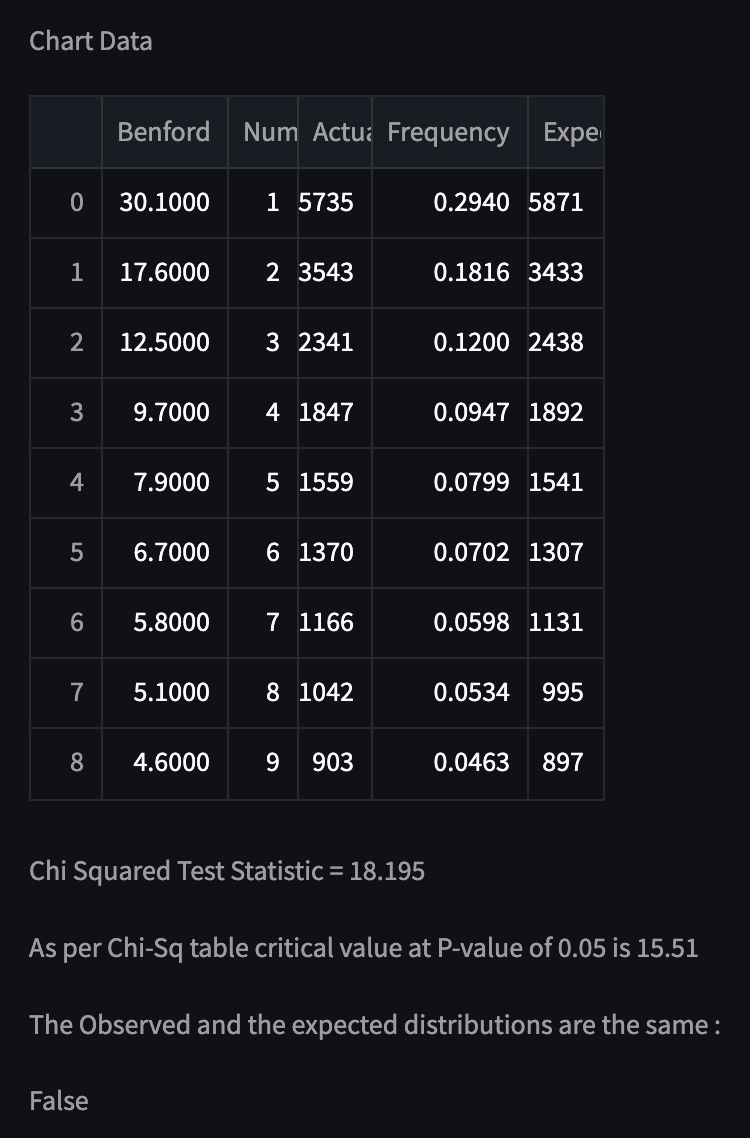 Chart Data
Benford Num Actua Frequency Expe
0 30.1000 1 5735 0.2940 5871
1 17.6000 2 3543 0.1816 3433
2 12.5000 3 2341 0.1200 2438
3 9.7000 4 1847 0.0947 1892
4 7.9000 5 1559 0.0799 1541
5 6.7000 6 1370 0.0702 1307
6 5.8000 7 1166 0.0598 1131
7 5.1000 8 1042 0.0534 995
8 4.6000 9 903 0.0463 897
Chi Squared Test Statistic = 18.195
As per Chi-Sq table critical value at P-value of 0.05 is 15.51
The Observed and the expected distributions are the same :
False